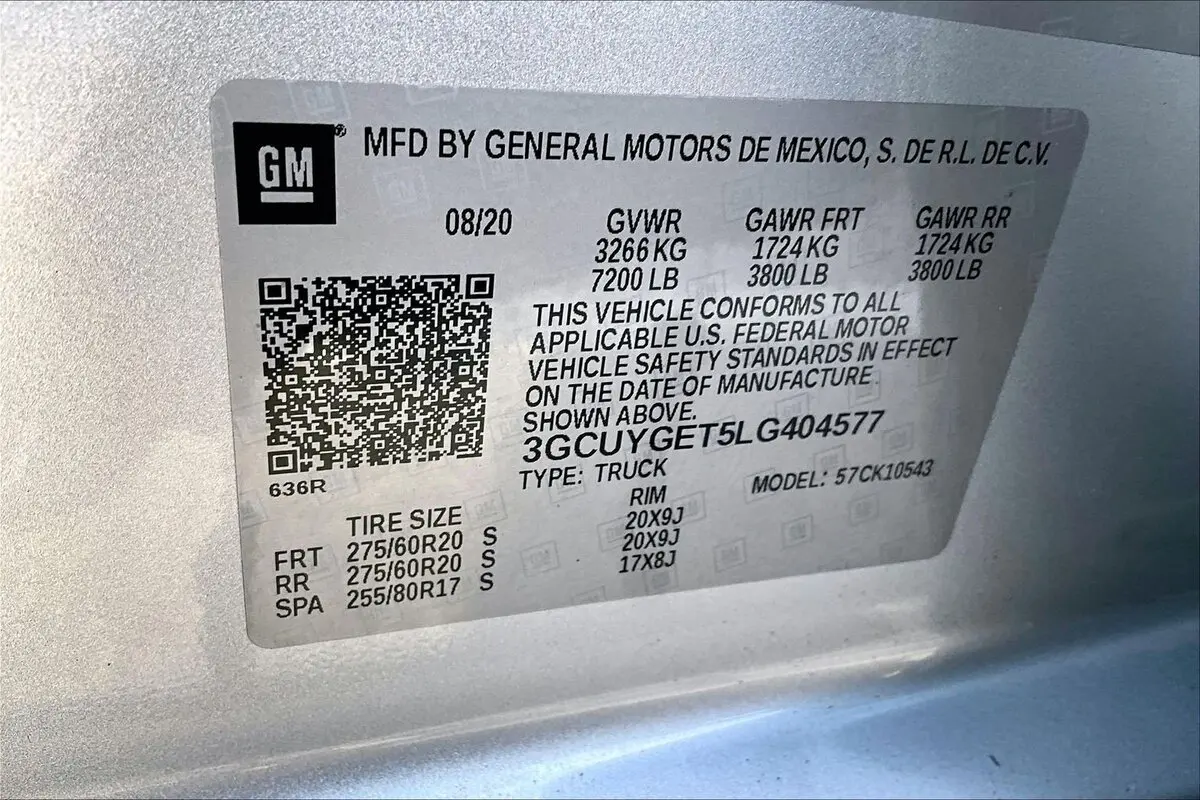 GM®
MFD BY GENERAL MOTORS DE MEXICO, S. DE R.L. DE C.V.
08/20 GVWR GAWR FRT GAWR RR
3266 KG 1724 KG 1724 KG
7200 LB 3800 LB 3800 LB
THIS VEHICLE CONFORMS TO ALL
APPLICABLE U.S. FEDERAL MOTOR
VEHICLE SAFETY STANDARDS IN EFFECT
ON THE DATE OF MANUFACTURE
SHOWN ABOVE.
3GCUYGET5LG404577
TYPE: TRUCK MODEL: 57CK10543
636R
TIRE SIZE RIM
FRT 275/60R20 S 20X9J
RR 275/60R20 S 20X9J
SPA 255/80R17 S 17X8J